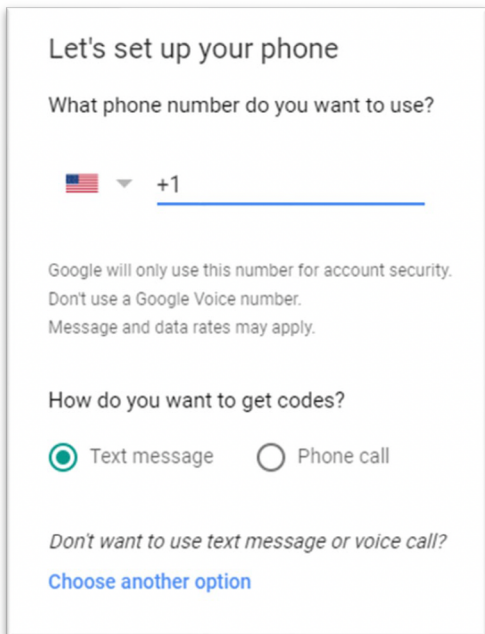 Let's set up your phone
What phone number do you want to use?
+1
Google will only use this number for account security.
Don't use a Google Voice number.
Message and data rates may apply.
How do you want to get codes?
Text message Phone call
Don't want to use text message or voice call?
Choose another option